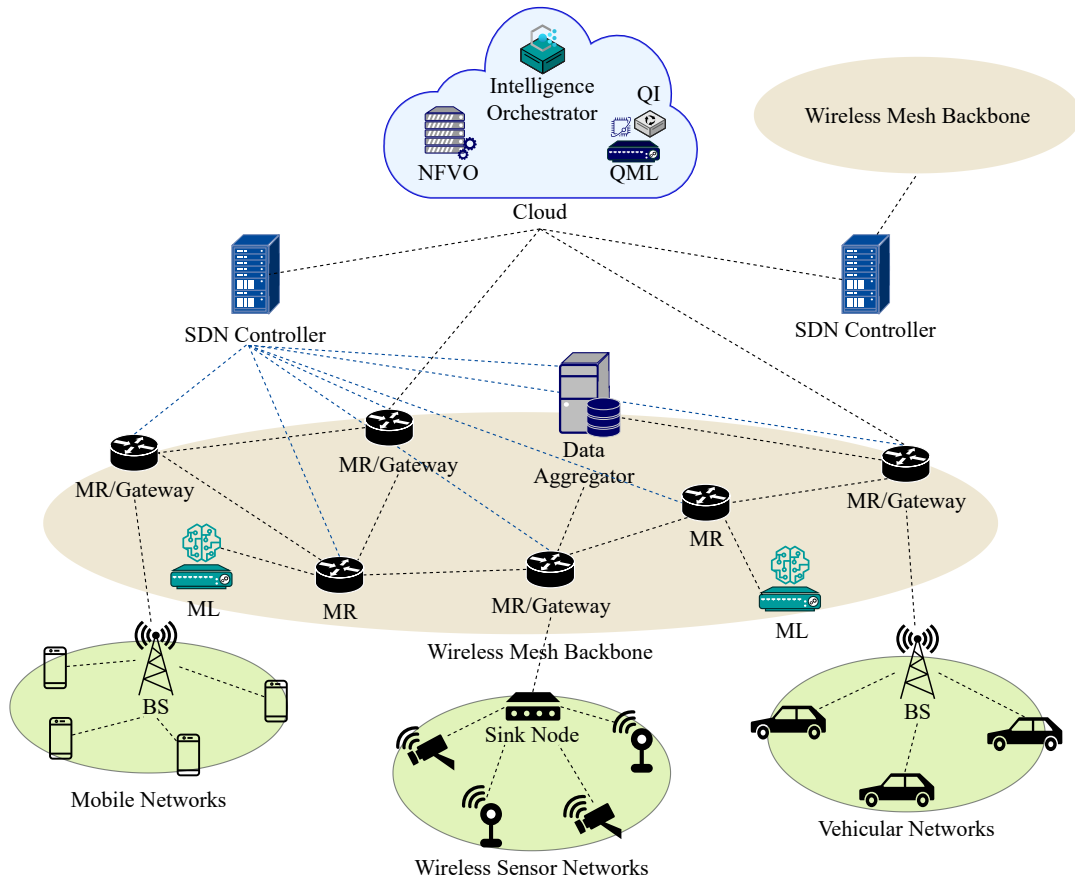 Intelligence
Orchestrator
QI
NFVO
QML
Cloud
Wireless Mesh Backbone
SDN Controller
SDN Controller
MR/Gateway
MR/Gateway
Data
Aggregator
MR/Gateway
MR
ML
MR
MR/Gateway
ML
Wireless Mesh Backbone
BS
Mobile Networks
Sink Node
Wireless Sensor Networks
BS
Vehicular Networks